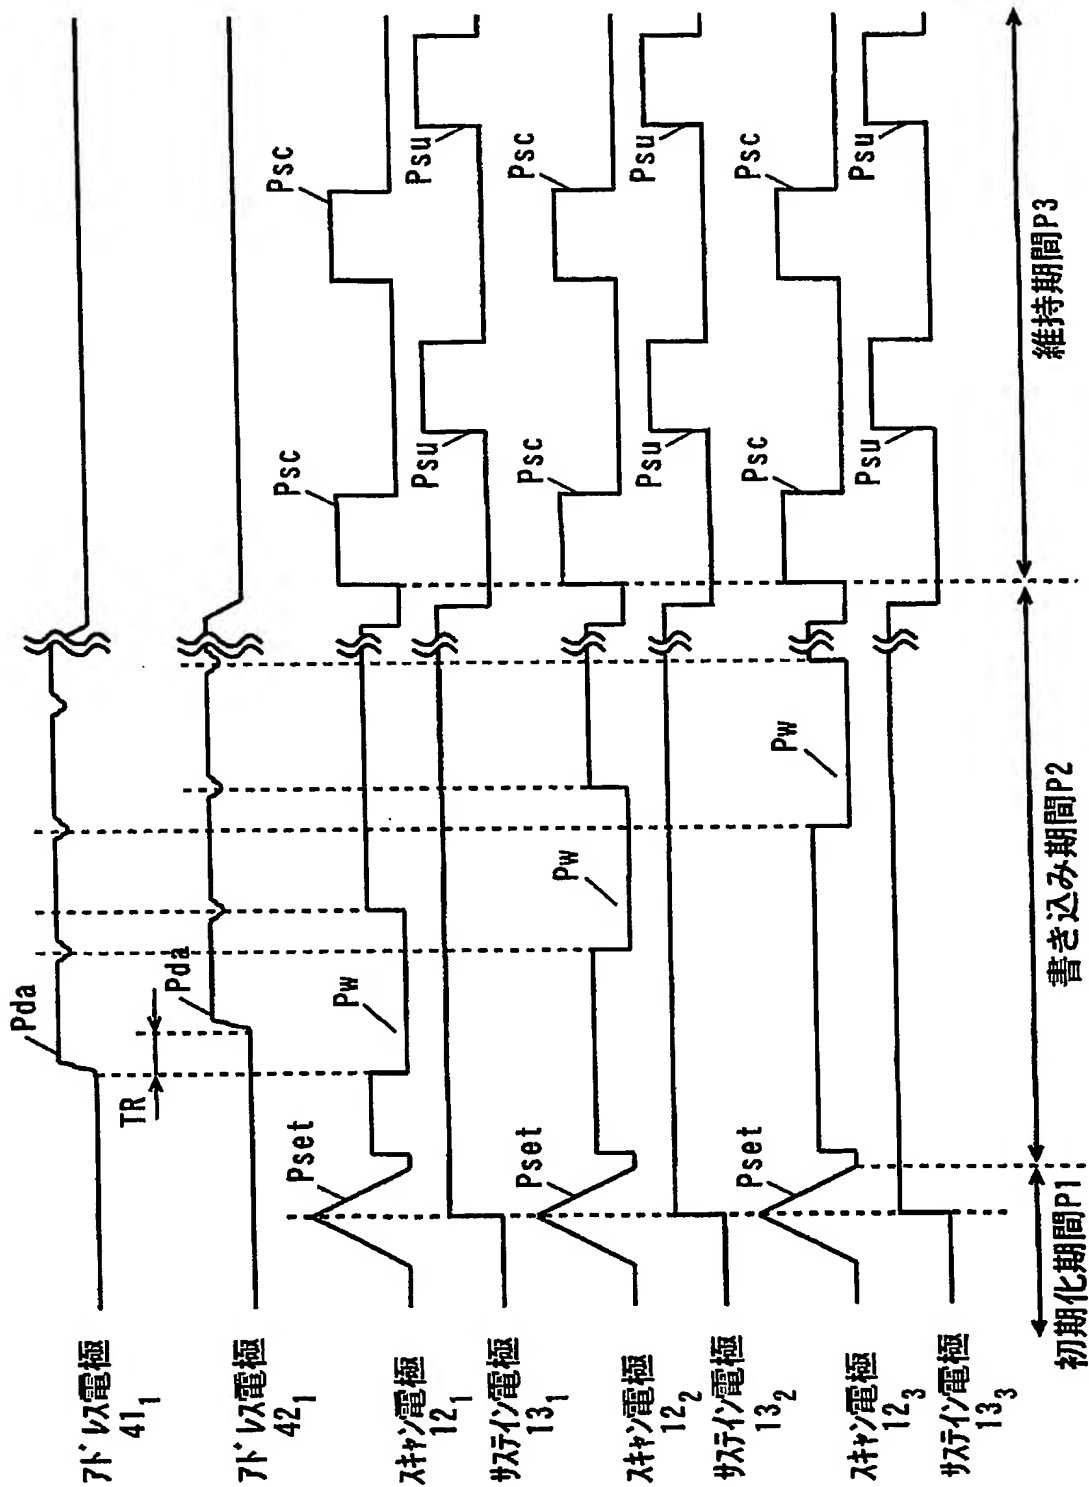 アドレス電極
41₁
Pda
TR
アドレス電極
42₁
Pda
スキャン電極
12₁
Pset
Pw
Psc
Psc
サステイン電極
13₁
Psu
Psu
スキャン電極
12₂
Pset
Pw
Psc
Psc
サステイン電極
13₂
Psu
Psu
スキャン電極
12₃
Pset
Pw
Psc
Psc
サステイン電極
13₃
Psu
Psu
初期化期間P1
書き込み期間P2
維持期間P3